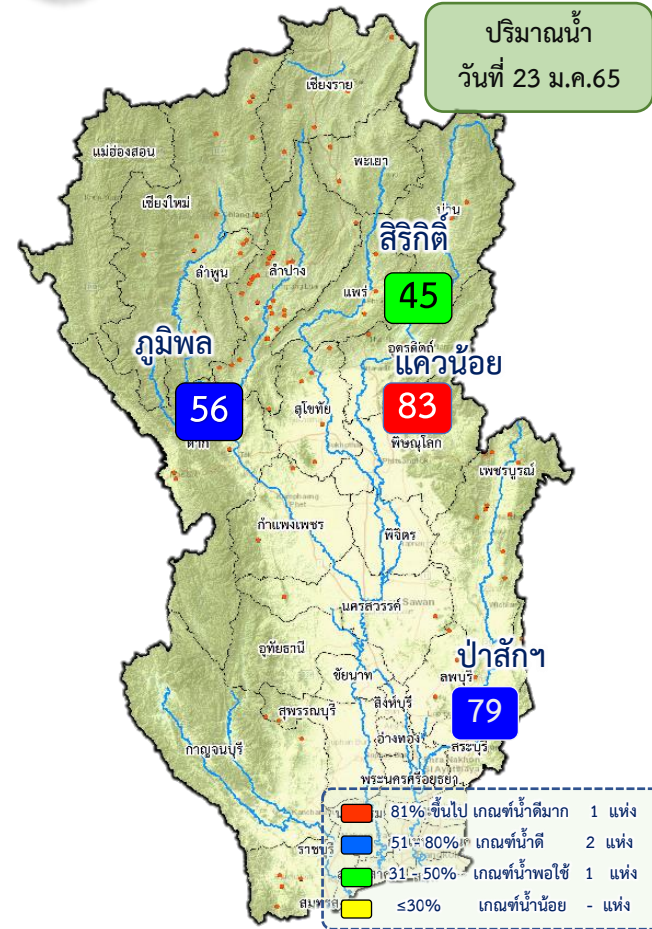 ปริมาณน้ำ
วันที่ 23 ม.ค.65
เชียงราย
แม่ฮ่องสอน
พะเยา
เชียงใหม่
น่าน
สิริกิติ์
ลำพูน
ลำปาง
45
แพร่
ภูมิพล
อุตรดิตถ์
แควน้อย
56
สุโขทัย
83
ตาก
พิษณุโลก
เพชรบูรณ์
กำแพงเพชร
พิจิตร
นครสวรรค์
อุทัยธานี
ป่าสักฯ
ชัยนาท
ลพบุรี
สิงห์บุรี
สุพรรณบุรี
79
อ่างทอง
กาญจนบุรี
สระบุรี
พระนครศรีอยุธยา
81% ขึ้นไป เกณฑ์น้ำดีมาก 1 แห่ง
51 - 80% เกณฑ์น้ำดี 2 แห่ง
ราชบุรี
31 - 50% เกณฑ์น้ำพอใช้ 1 แห่ง
≤30% เกณฑ์น้ำน้อย - แห่ง